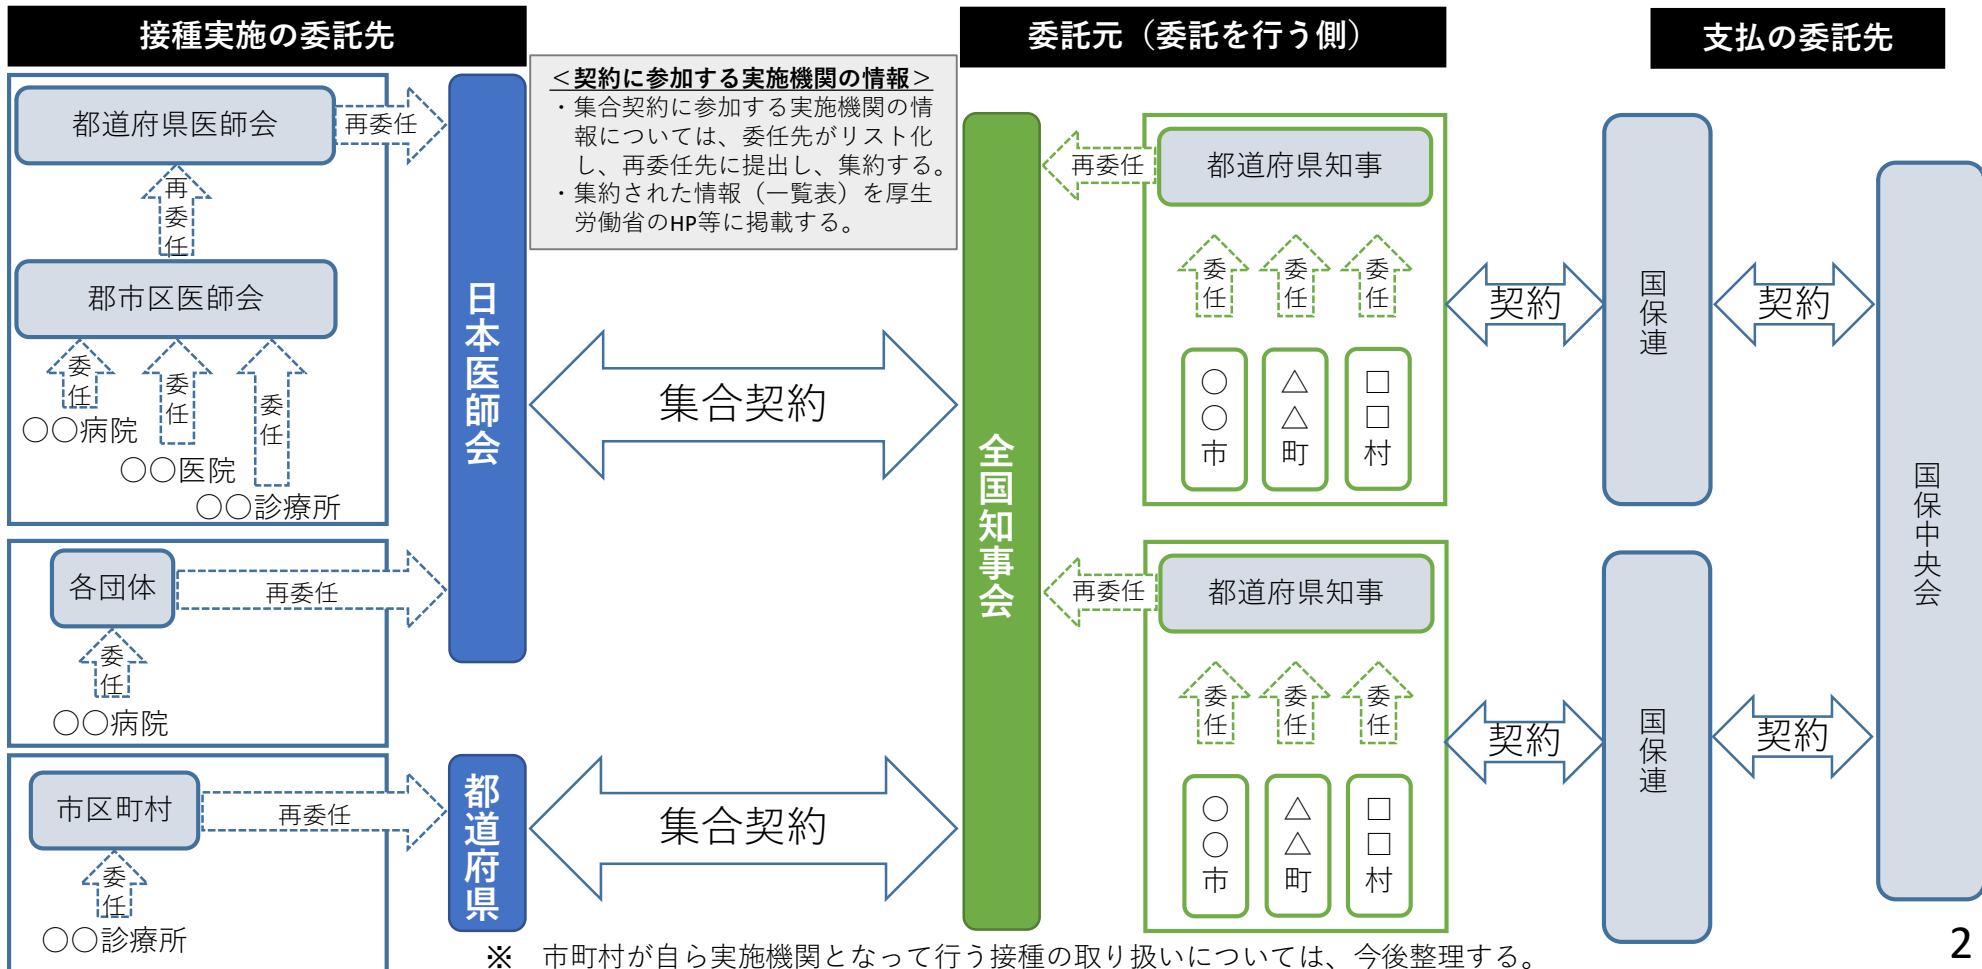 接種実施の委託先
委託元（委託を行う側）
支払の委託先
都道府県医師会
再委任
再委任
郡市区医師会
委任
委任
委任
〇〇病院
〇〇医院
〇〇診療所
各団体
再委任
委任
〇〇病院
市区町村
再委任
委任
〇〇診療所
日本医師会
都道府県
＜契約に参加する実施機関の情報＞
・集合契約に参加する実施機関の情
報については、委任先がリスト化
し、再委任先に提出し、集約する。
・集約された情報（一覧表）を厚生
労働省のHP等に掲載する。
集合契約
集合契約
全国知事会
再委任
都道府県知事
委任
委任
委任
〇〇市
△△町
□□村
再委任
都道府県知事
委任
委任
委任
〇〇市
△△町
□□村
契約
契約
国保連
国保連
契約
契約
国保中央会
※　市町村が自ら実施機関となって行う接種の取り扱いについては、今後整理する。
2